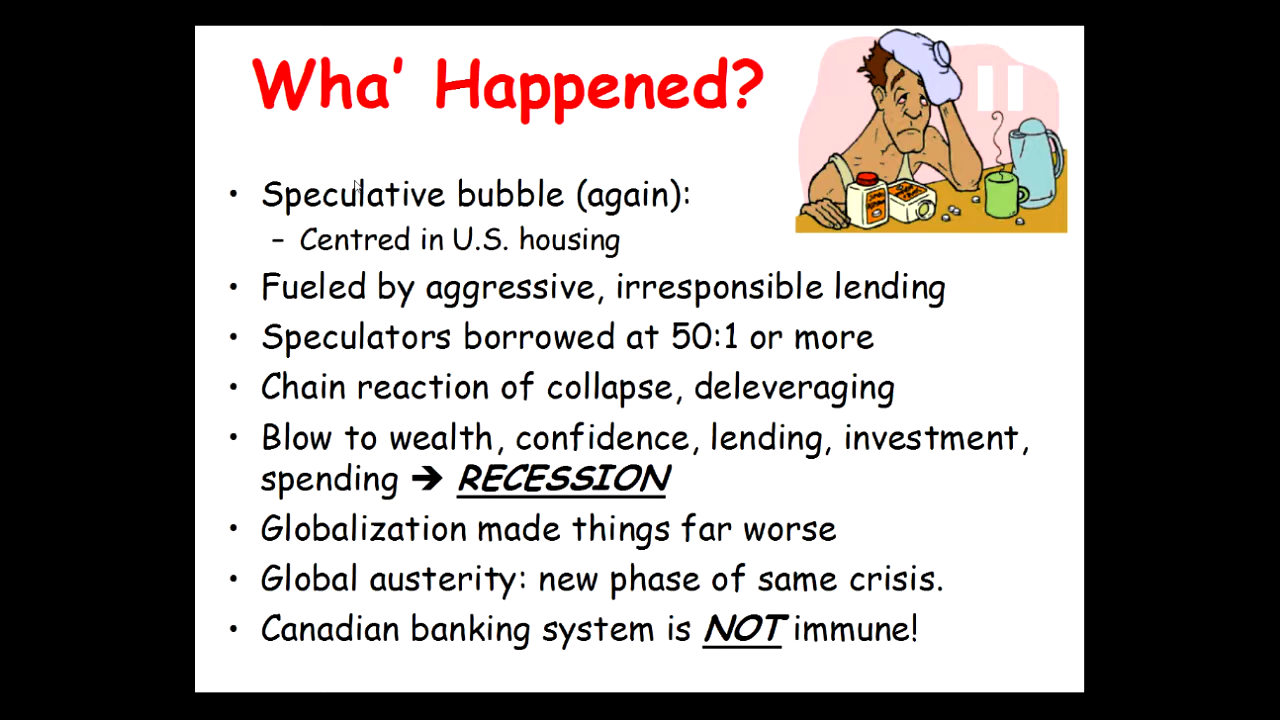 Wha' Happened?
• Speculative bubble (again):
– Centred in U.S. housing
• Fueled by aggressive, irresponsible lending
• Speculators borrowed at 50:1 or more
• Chain reaction of collapse, deleveraging
• Blow to wealth, confidence, lending, investment,
spending ➔ RECESSION
• Globalization made things far worse
• Global austerity: new phase of same crisis.
• Canadian banking system is NOT immune!